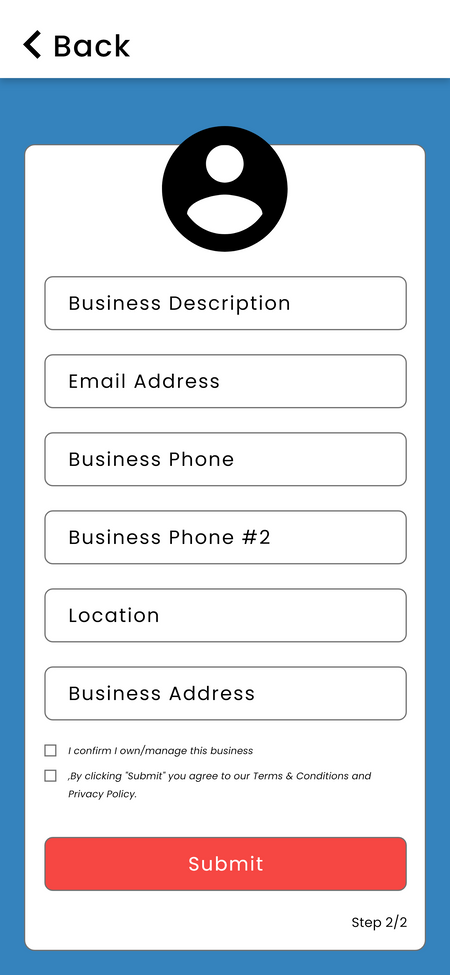 Back
Business Description
Email Address
Business Phone
Business Phone #2
Location
Business Address
I confirm I own/manage this business
,By clicking "Submit" you agree to our Terms & Conditions and
Privacy Policy.
Submit
Step 2/2